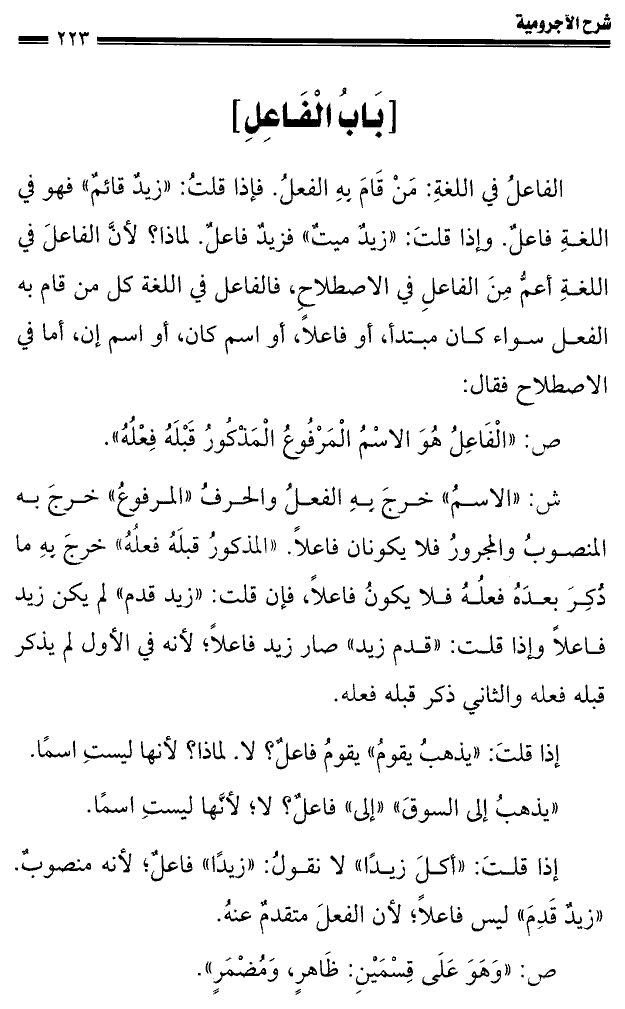 شرح الآجرومية
٢٢٣
[بَابُ الْفَاعِلِ]
الفاعلُ في اللغةِ: مَنْ قَامَ بِهِ الفعلُ. فإذا قلتُ: «زيدٌ قائمٌ» فهو في
اللغةِ فاعلٌ. وإذا قلتَ: «زيدٌ ميتٌ» فزيدٌ فاعلٌ. لماذا؟ لأنَّ الفاعلَ في
اللغةِ أعمُّ مِنَ الفاعلِ في الاصطلاحِ، فالفاعل في اللغة كل من قام به
الفعل سواء كان مبتدأ، أو فاعلاً، أو اسم كان، أو اسم إن، أما في
الاصطلاح فقال:
ص: «الْفَاعِلُ هُوَ الاسْمُ الْمَرْفُوعُ الْمَذْكُورُ قَبْلَهُ فِعْلُهُ».
ش: «الاسمُ» خرجَ بِهِ الفعلُ والحرفُ «المرفوعُ» خرجَ به
المنصوبُ والمجرورُ فلا يكونان فاعلاً. «المذكورُ قبلَهُ فعلُهُ» خرجَ بِهِ ما
ذُكِرَ بعدَهُ فعلُهُ فلا يكونُ فاعلاً، فإن قلت: «زيد قدم» لم يكن زيد
فاعلاً وإذا قلت: «قدم زيد» صار زيد فاعلاً؛ لأنه في الأول لم يذكر
قبله فعله والثاني ذكر قبله فعله.
إذا قلتَ: «يذهبُ يقومُ» يقومُ فاعلٌ؟ لا. لماذا؟ لأنها ليستِ اسمًا.
«يذهبُ إلى السوقَ» «إلى» فاعلٌ؟ لا؛ لأنَّها ليستِ اسمًا.
إذا قلتَ: «أكلَ زيدًا» لا نقولُ: «زيدًا» فاعلٌ؛ لأنه منصوبٌ.
«زيدٌ قَدِمَ» ليس فاعلاً؛ لأن الفعلَ متقدمٌ عنهُ.
ص: «وَهَوَ عَلَى قِسْمَيْنِ: ظَاهرٍ، وَمُضْمَرٍ».